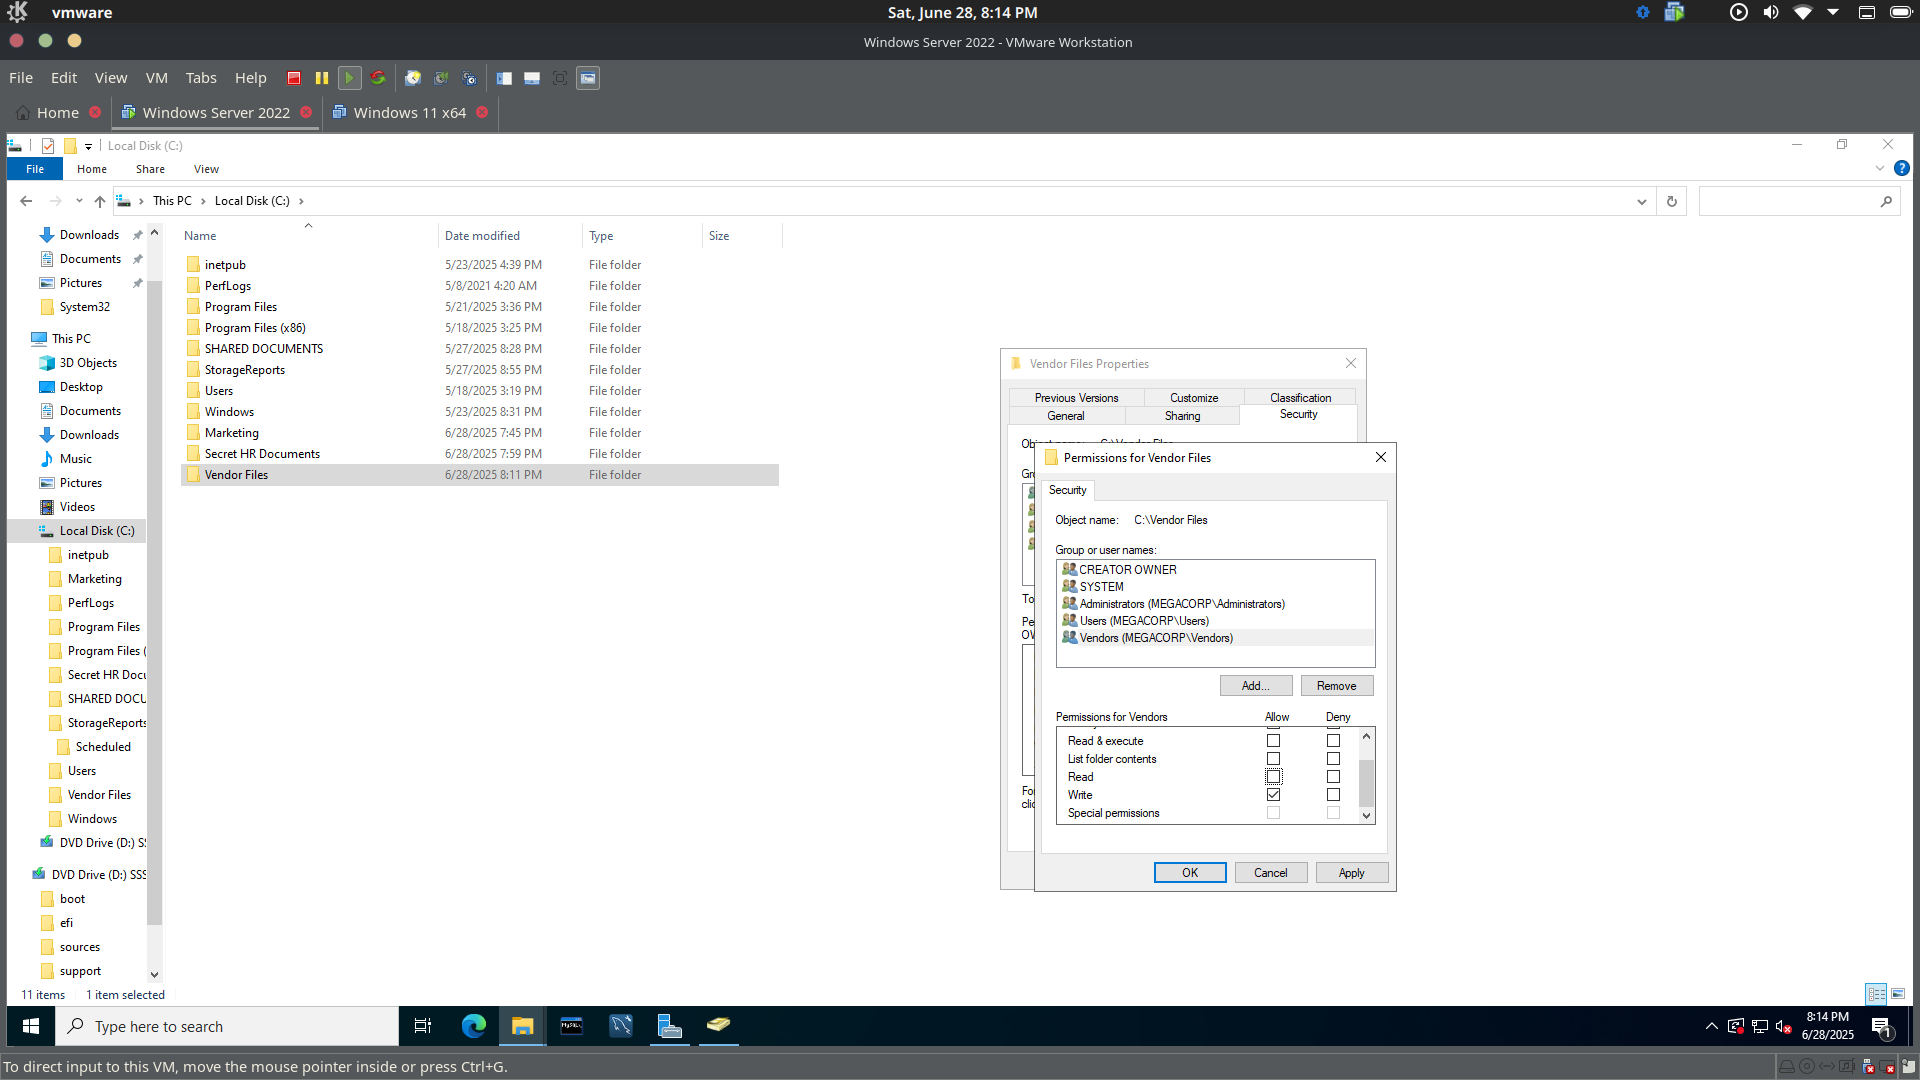 vmware
Sat, June 28, 8:14 PM
Windows Server 2022 - VMware Workstation
File Edit View VM Tabs Help
Home
Windows Server 2022
Windows 11 x64
Local Disk (C:)
File Home Share View
This PC > Local Disk (C:) >
Downloads
Documents
Pictures
System32
This PC
3D Objects
Desktop
Documents
Downloads
Music
Pictures
Videos
Local Disk (C:)
inetpub
Marketing
PerfLogs
Program Files
Program Files (
Secret HR Docu
SHARED DOCU
StorageReports
Scheduled
Users
Vendor Files
Windows
DVD Drive (D:) SS
DVD Drive (D:) SSS
boot
efi
sources
support
Name Date modified Type Size
inetpub 5/23/2025 4:39 PM File folder
PerfLogs 5/8/2021 4:20 AM File folder
Program Files 5/21/2025 3:36 PM File folder
Program Files (x86) 5/18/2025 3:25 PM File folder
SHARED DOCUMENTS 5/27/2025 8:28 PM File folder
StorageReports 5/27/2025 8:55 PM File folder
Users 5/18/2025 3:19 PM File folder
Windows 5/23/2025 8:31 PM File folder
Marketing 6/28/2025 7:45 PM File folder
Secret HR Documents 6/28/2025 7:59 PM File folder
Vendor Files 6/28/2025 8:11 PM File folder
Vendor Files Properties
Previous Versions Customize Classification
General Sharing Security
Permissions for Vendor Files
Security
Object name: C:\Vendor Files
Group or user names:
CREATOR OWNER
SYSTEM
Administrators (MEGACORP\Administrators)
Users (MEGACORP\Users)
Vendors (MEGACORP\Vendors)
Add... Remove
Permissions for Vendors Allow Deny
Read & execute
List folder contents
Read
Write
Special permissions
OK Cancel Apply
11 items 1 item selected
Type here to search
8:14 PM
6/28/2025
1
To direct input to this VM, move the mouse pointer inside or press Ctrl+G.